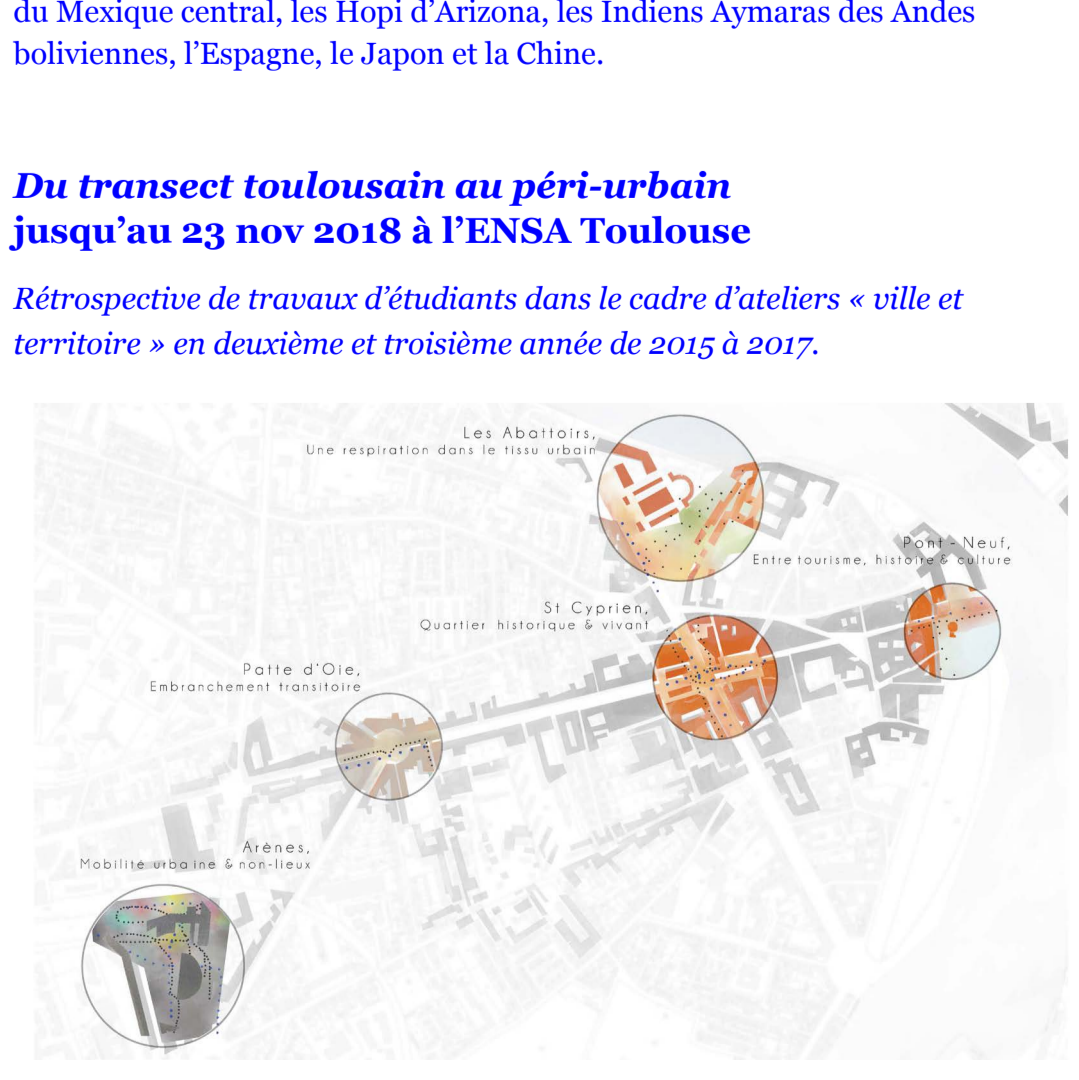 du Mexique central, les Hopi d’Arizona, les Indiens Aymaras des Andes
boliviennes, l’Espagne, le Japon et la Chine.
Du transect toulousain au péri-urbain
jusqu’au 23 nov 2018 à l’ENSA Toulouse
Rétrospective de travaux d’étudiants dans le cadre d’ateliers « ville et
territoire » en deuxième et troisième année de 2015 à 2017.
Les Abattoirs,
Une respiration dans le tissu urbain
Pont-Neuf,
Entre tourisme, histoire & culture
St Cyprien,
Quartier historique & vivant
Patte d'Oie,
Embranchement transitoire
Arènes,
Mobilité urbaine & non-lieux